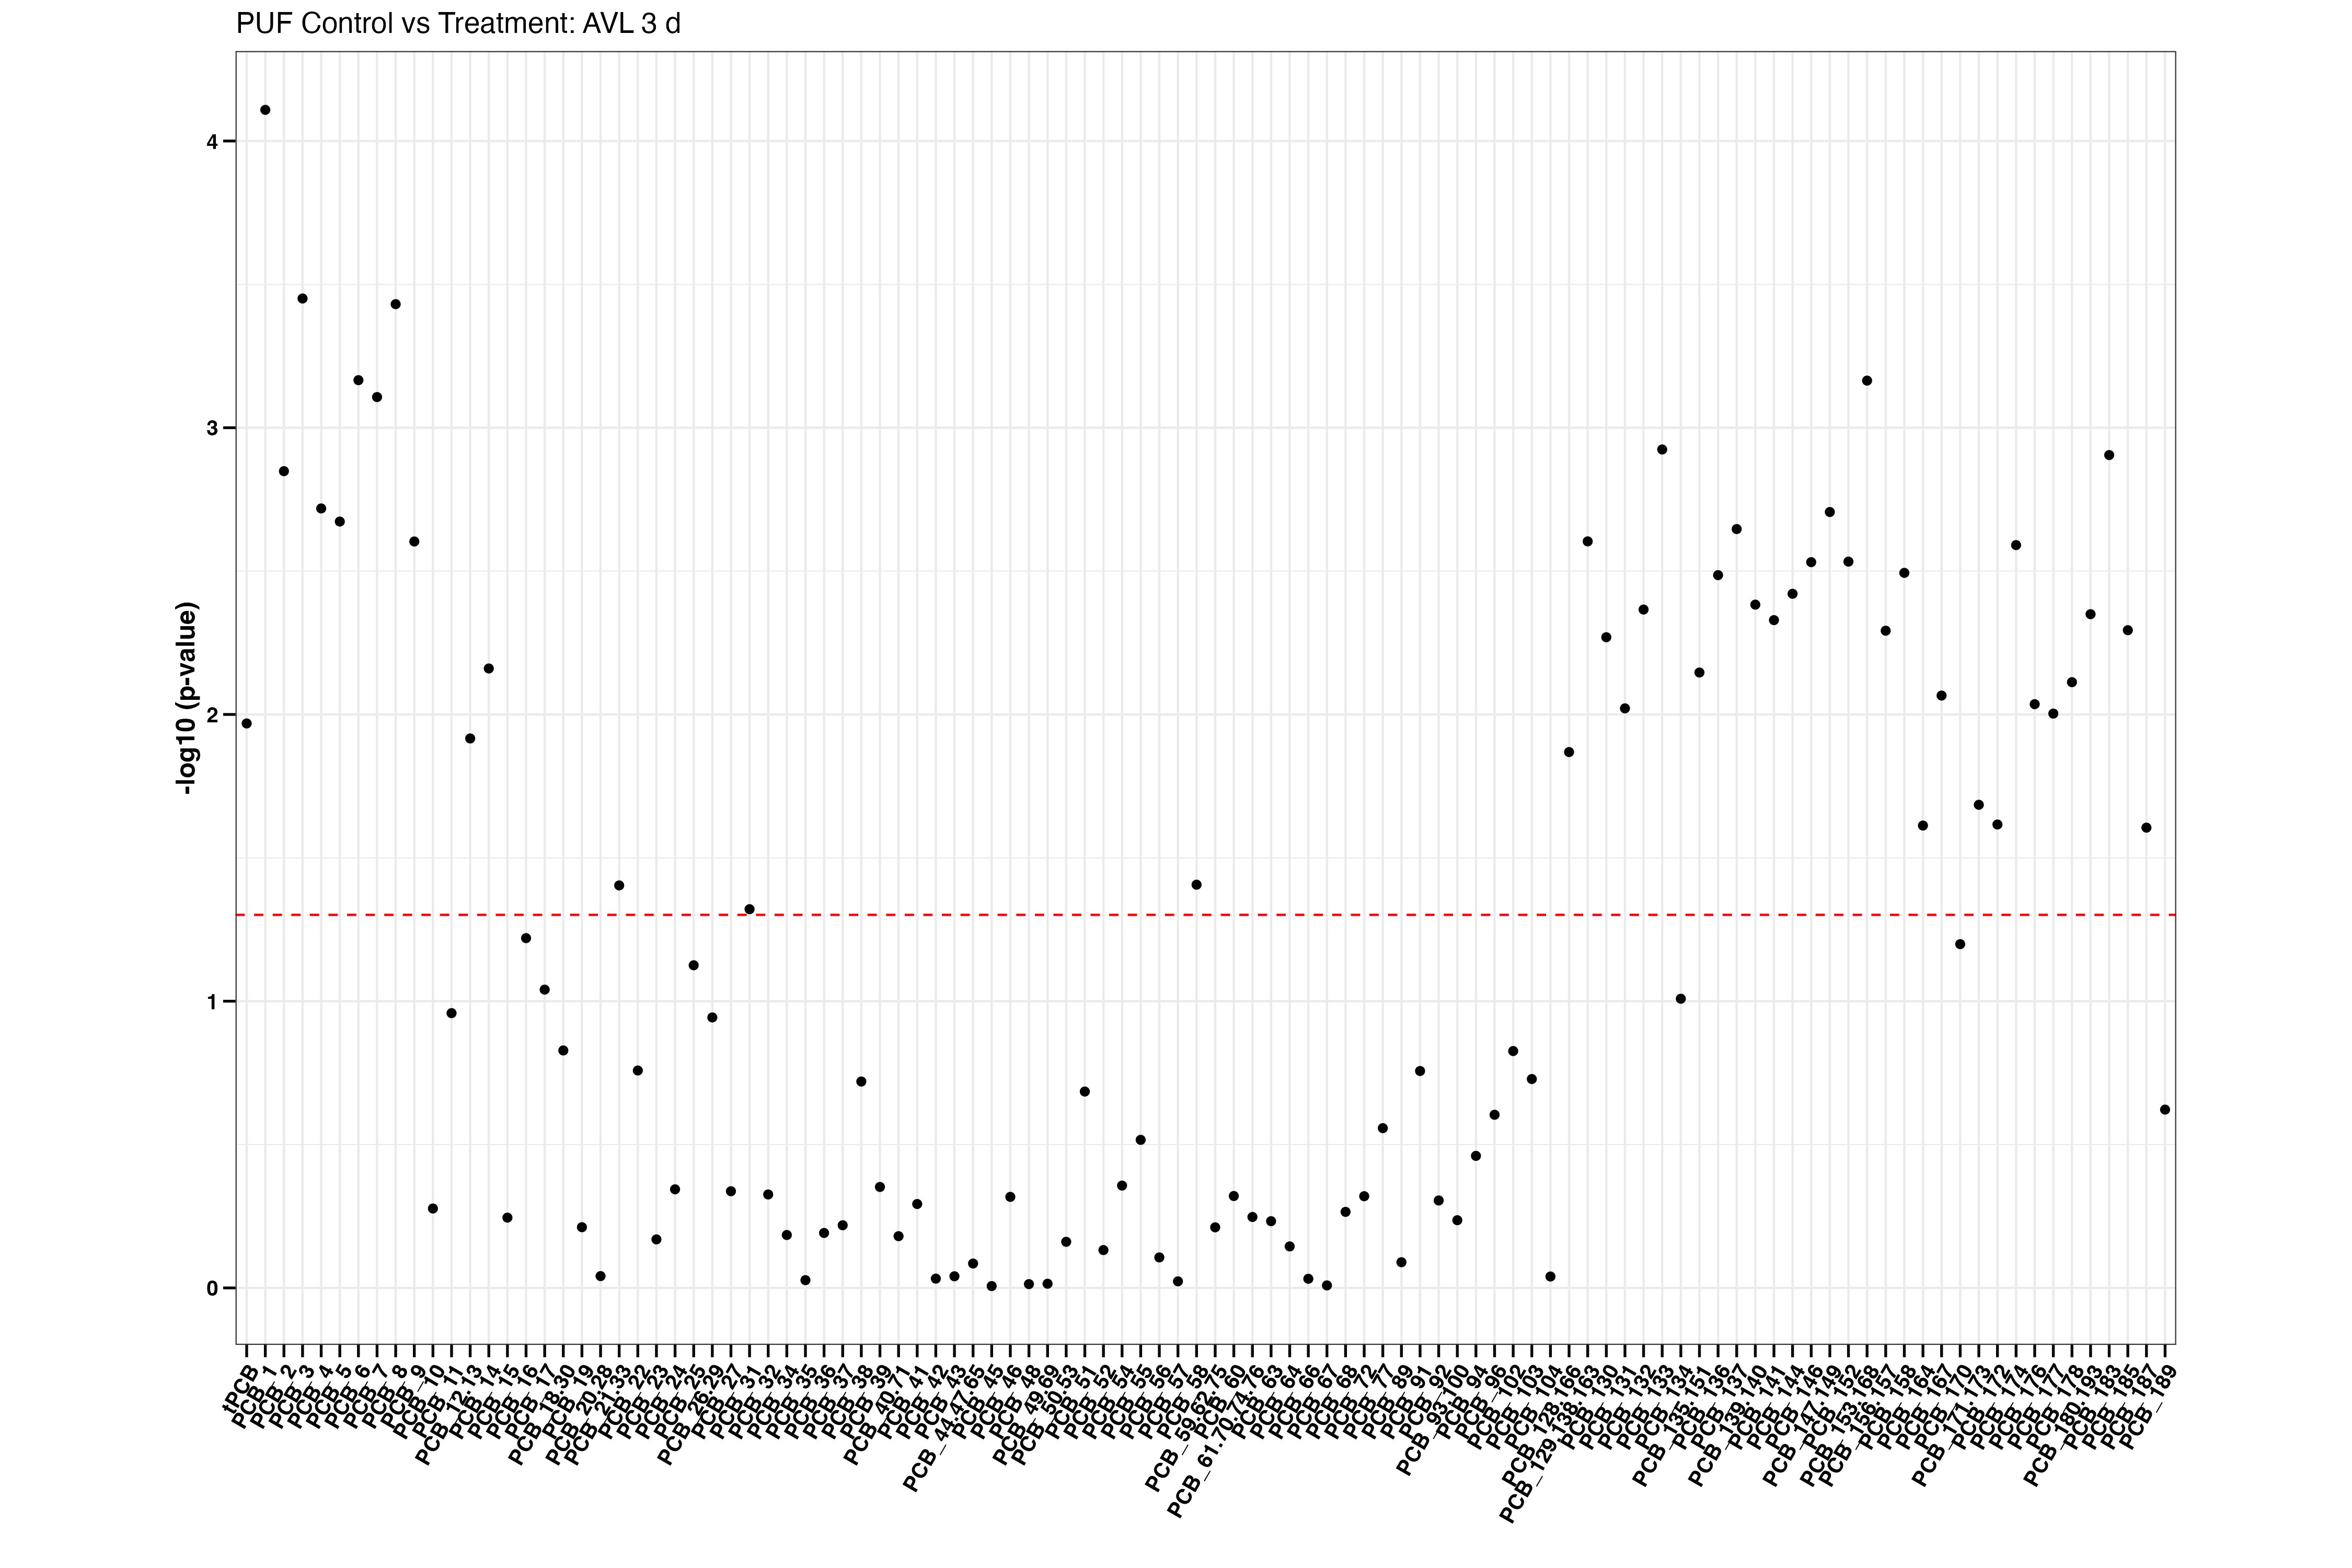 PUF Control vs Treatment: AVL 3 d
-log10 (p-value)
4
3
2
1
0
tPCB
PCB_1
PCB_2
PCB_3
PCB_4
PCB_5
PCB_6
PCB_7
PCB_8
PCB_9
PCB_10
PCB_11
PCB_12.13
PCB_14
PCB_15
PCB_16
PCB_17
PCB_18.30
PCB_19
PCB_20.28
PCB_21.33
PCB_22
PCB_23
PCB_24
PCB_25
PCB_26.29
PCB_27
PCB_31
PCB_32
PCB_34
PCB_35
PCB_36
PCB_37
PCB_38
PCB_39
PCB_40.71
PCB_41
PCB_42
PCB_43
PCB_44.47.65
PCB_45
PCB_46
PCB_48
PCB_49.69
PCB_50.53
PCB_51
PCB_52
PCB_54
PCB_55
PCB_56
PCB_57
PCB_58
PCB_59.62.75
PCB_60
PCB_61.70.74.76
PCB_63
PCB_64
PCB_66
PCB_67
PCB_68
PCB_72
PCB_77
PCB_89
PCB_91
PCB_92
PCB_93.100
PCB_94
PCB_96
PCB_102
PCB_103
PCB_104
PCB_128.166
PCB_129.138.163
PCB_130
PCB_131
PCB_132
PCB_133
PCB_134
PCB_135.151
PCB_136
PCB_137
PCB_139.140
PCB_141
PCB_144
PCB_146
PCB_147.149
PCB_152
PCB_153.168
PCB_156.157
PCB_158
PCB_164
PCB_167
PCB_170
PCB_171.173
PCB_172
PCB_174
PCB_176
PCB_177
PCB_178
PCB_180.193
PCB_183
PCB_185
PCB_187
PCB_189